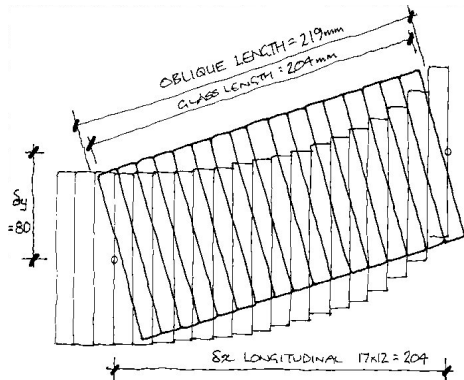 OBLIQUE LENGTH = 219mm
GLASS LENGTH = 204mm
δy
=80
δx LONGITUDINAL 17x12 = 204